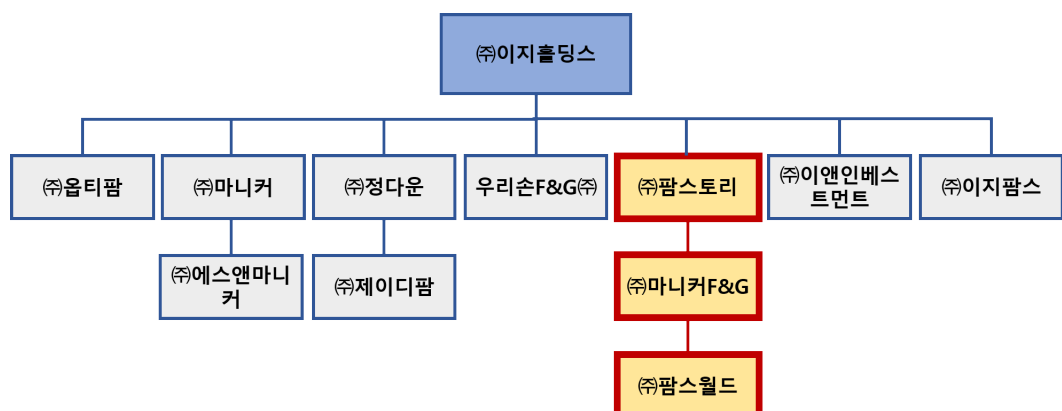 ㈜이지홀딩스
㈜옵티팜
㈜마니커
㈜정다운
우리손F&G㈜
㈜팜스토리
㈜이앤인베스
트먼트
㈜이지팜스
㈜에스앤마니
커
㈜제이디팜
㈜마니커F&G
㈜팜스월드